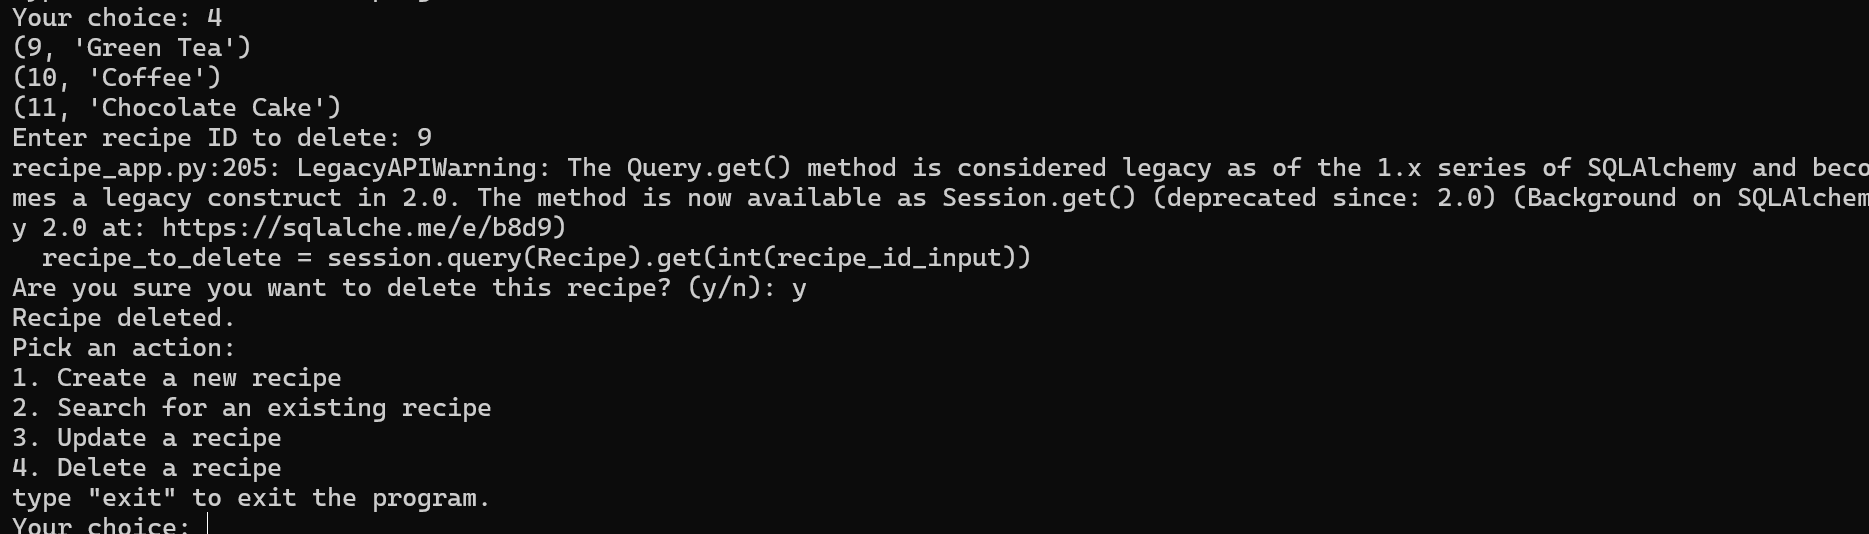 Your choice: 4
(9, 'Green Tea')
(10, 'Coffee')
(11, 'Chocolate Cake')
Enter recipe ID to delete: 9
recipe_app.py:205: LegacyAPIWarning: The Query.get() method is considered legacy as of the 1.x series of SQLAlchemy and beco
mes a legacy construct in 2.0. The method is now available as Session.get() (deprecated since: 2.0) (Background on SQLAlchem
y 2.0 at: https://sqlalche.me/e/b8d9)
  recipe_to_delete = session.query(Recipe).get(int(recipe_id_input))
Are you sure you want to delete this recipe? (y/n): y
Recipe deleted.
Pick an action:
1. Create a new recipe
2. Search for an existing recipe
3. Update a recipe
4. Delete a recipe
type "exit" to exit the program.
Your choice: